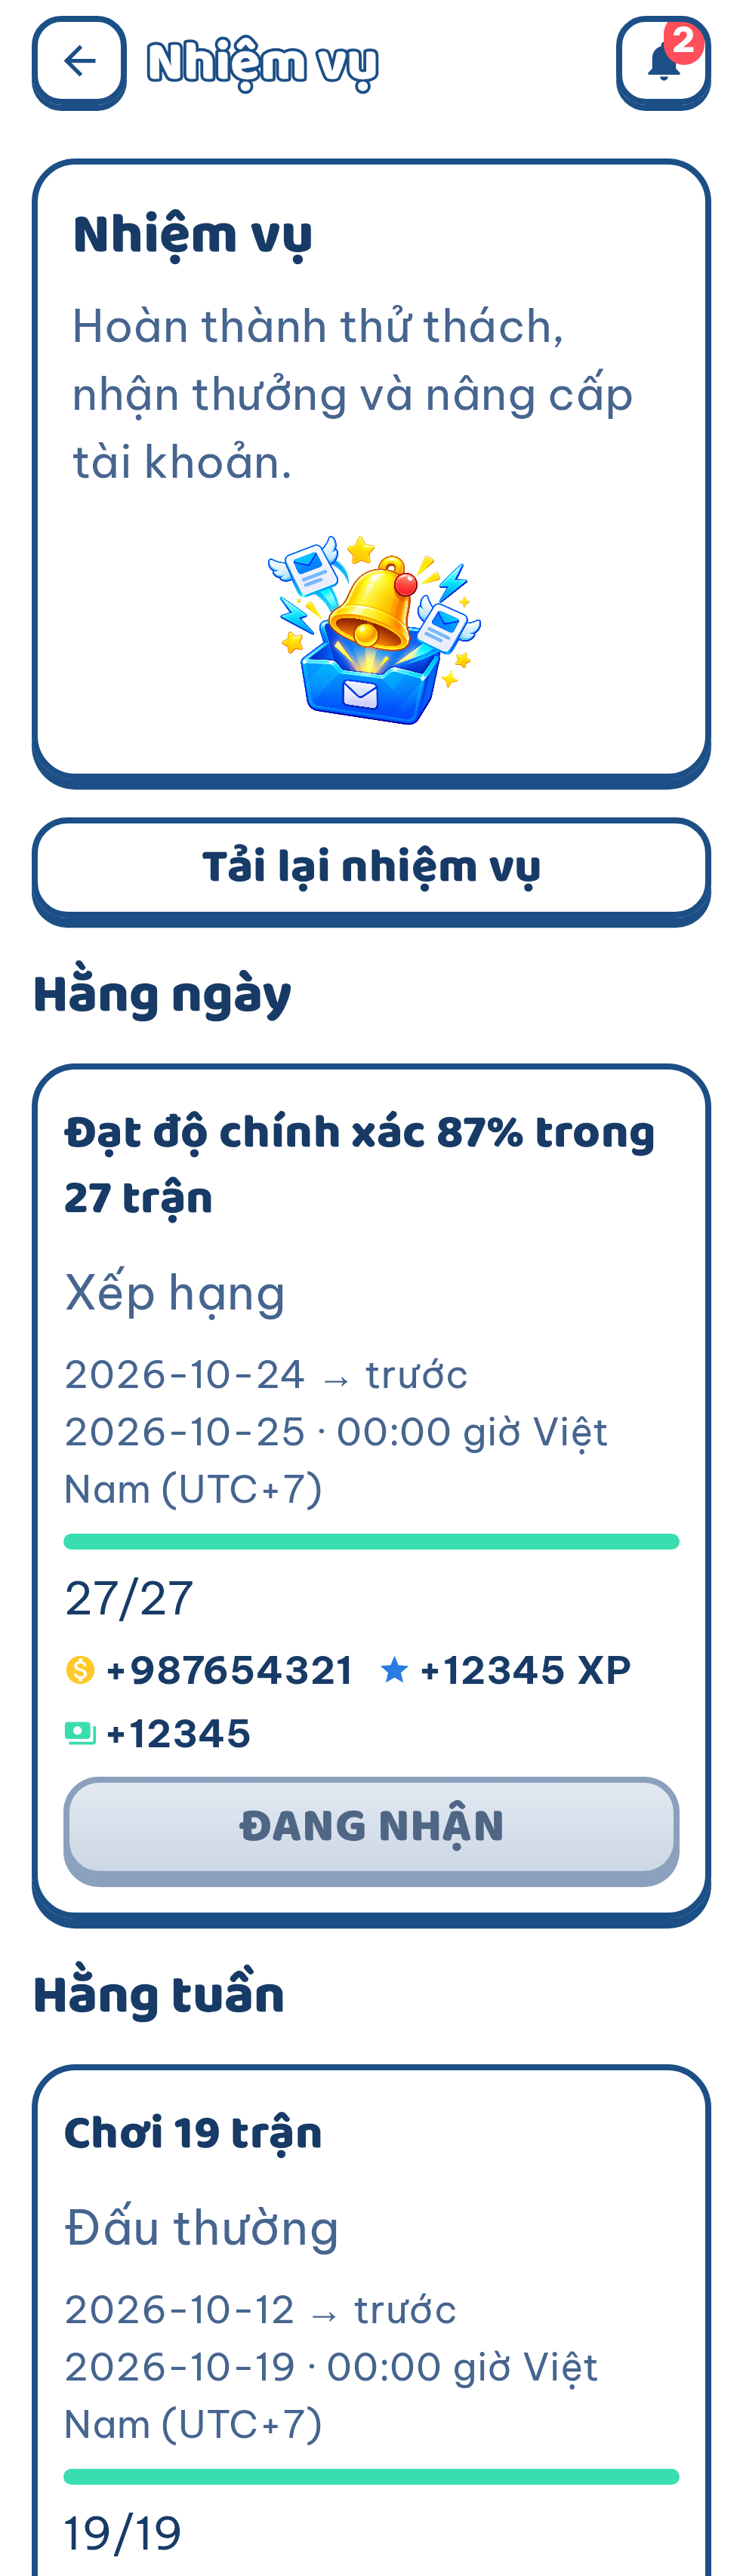 Nhiệm vụ
2
Nhiệm vụ
Hoàn thành thử thách,
nhận thưởng và nâng cấp
tài khoản.
Tải lại nhiệm vụ
Hằng ngày
Đạt độ chính xác 87% trong
27 trận
Xếp hạng
2026-10-24 → trước
2026-10-25 · 00:00 giờ Việt
Nam (UTC+7)
27/27
+987654321 +12345 XP
+12345
ĐANG NHẬN
Hằng tuần
Chơi 19 trận
Đấu thường
2026-10-12 → trước
2026-10-19 · 00:00 giờ Việt
Nam (UTC+7)
19/19